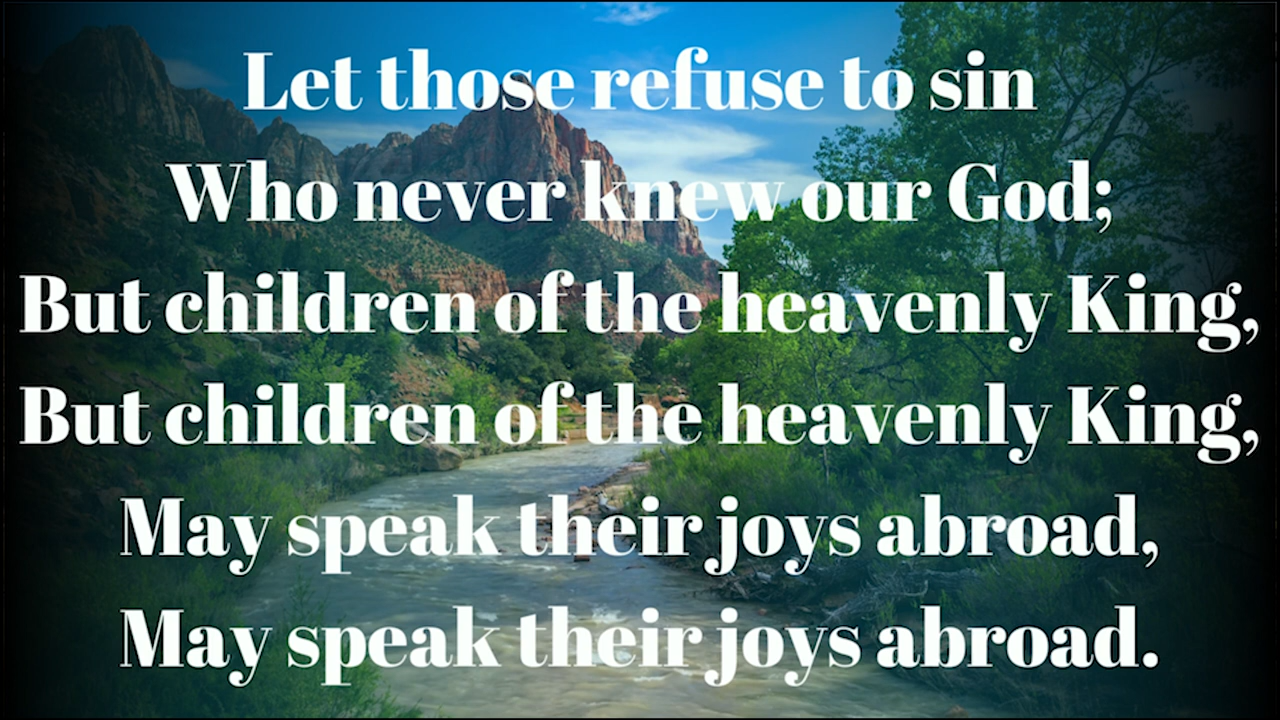 Let those refuse to sin
Who never knew our God;
But children of the heavenly King,
But children of the heavenly King,
May speak their joys abroad,
May speak their joys abroad.